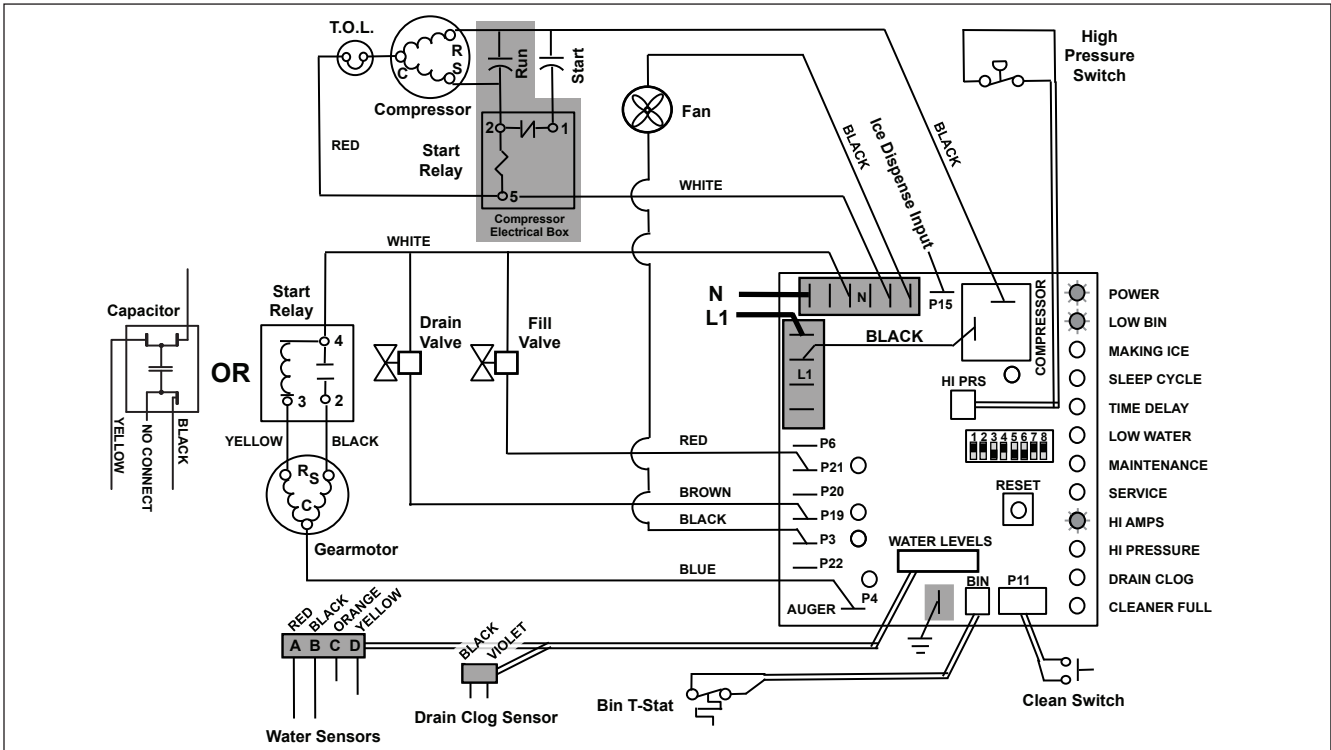 T.O.L.
R
S
C
Compressor
Run
Start
2
1
Start
Relay
5
Compressor
Electrical Box
RED
WHITE
Fan
BLACK
Ice Dispense Input
BLACK
High
Pressure
Switch
WHITE
Capacitor
YELLOW
NO CONNECT
BLACK
OR
Start
Relay
4
3
2
YELLOW
BLACK
R
S
C
Gearmotor
Drain
Valve
Fill
Valve
N
L1
N
P15
COMPRESSOR
BLACK
L1
HI PRS
1 2 3 4 5 6 7 8
RESET
RED
BROWN
BLACK
BLUE
P6
P21
P20
P19
P3
P22
P4
AUGER
WATER LEVELS
BIN
P11
POWER
LOW BIN
MAKING ICE
SLEEP CYCLE
TIME DELAY
LOW WATER
MAINTENANCE
SERVICE
HI AMPS
HI PRESSURE
DRAIN CLOG
CLEANER FULL
RED
BLACK
ORANGE
YELLOW
A B C D
Water Sensors
BLACK
VIOLET
Drain Clog Sensor
Bin T-Stat
Clean Switch